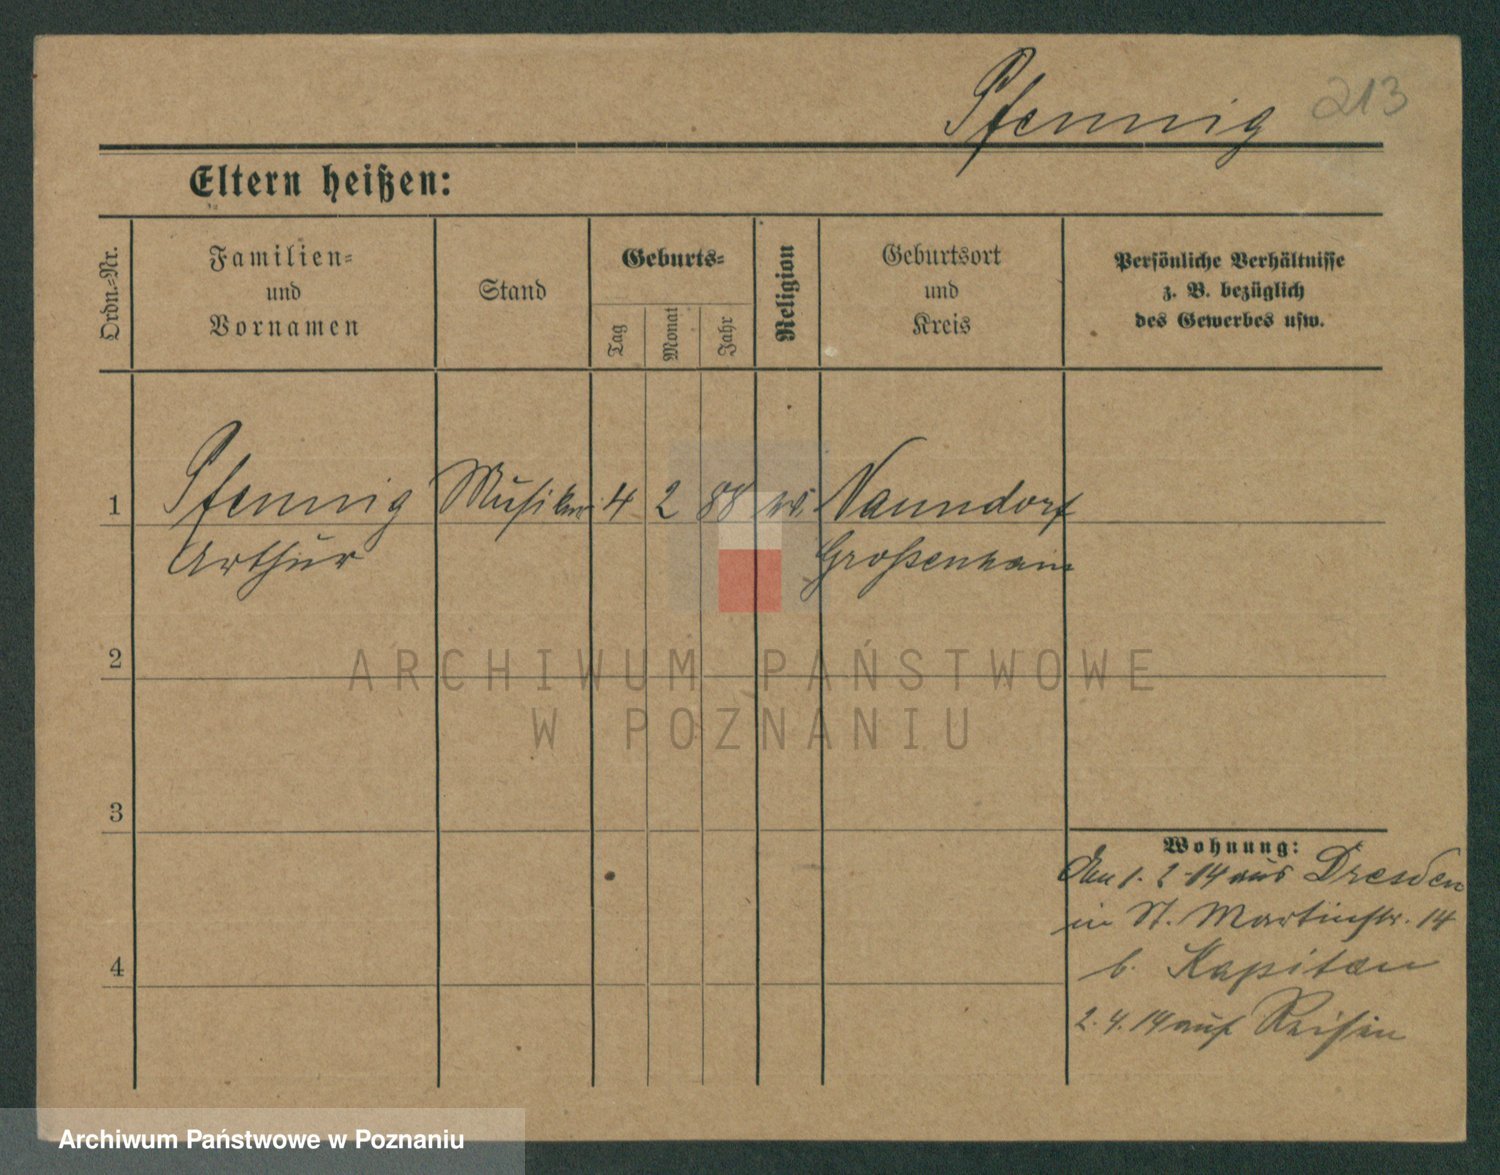 Pfennig 213
Eltern heißen:
Ordn.-Nr.
Familien-
und
Vornamen
Stand
Geburts-
Tag
Monat
Jahr
Religion
Geburtsort
und
Kreis
Persönliche Verhältnisse
z. B. bezüglich
des Gewerbes usw.
1 Pfennig Musiker 4 2 88 Naundorf
Arthur Großenhain
2
3
4
Wohnung:
Den 1. 2. 14 aus Dresden
in St. Martinstr. 14
b. Kapitan
2. 4. 14 auf Reisen
ARCHIWUM PAŃSTWOWE
W POZNANIU
Archiwum Państwowe w Poznaniu